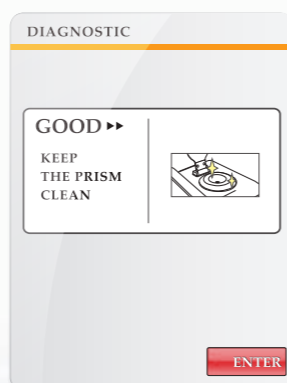 DIAGNOSTIC
GOOD ▸▸
KEEP
THE PRISM
CLEAN
ENTER